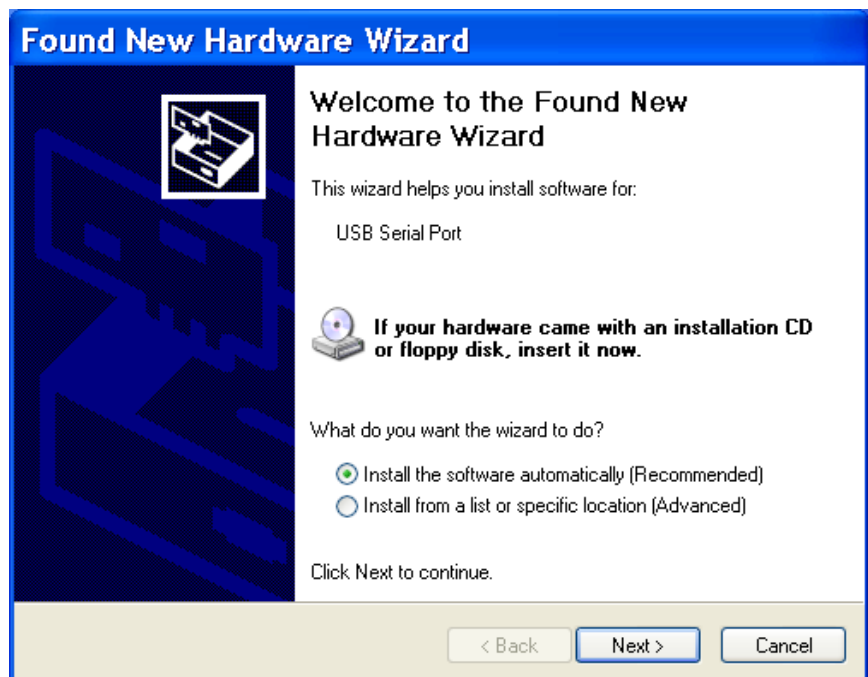 Found New Hardware Wizard
Welcome to the Found New
Hardware Wizard
This wizard helps you install software for:
USB Serial Port
If your hardware came with an installation CD
or floppy disk, insert it now.
What do you want the wizard to do?
Install the software automatically (Recommended)
Install from a list or specific location (Advanced)
Click Next to continue.
< Back Next > Cancel